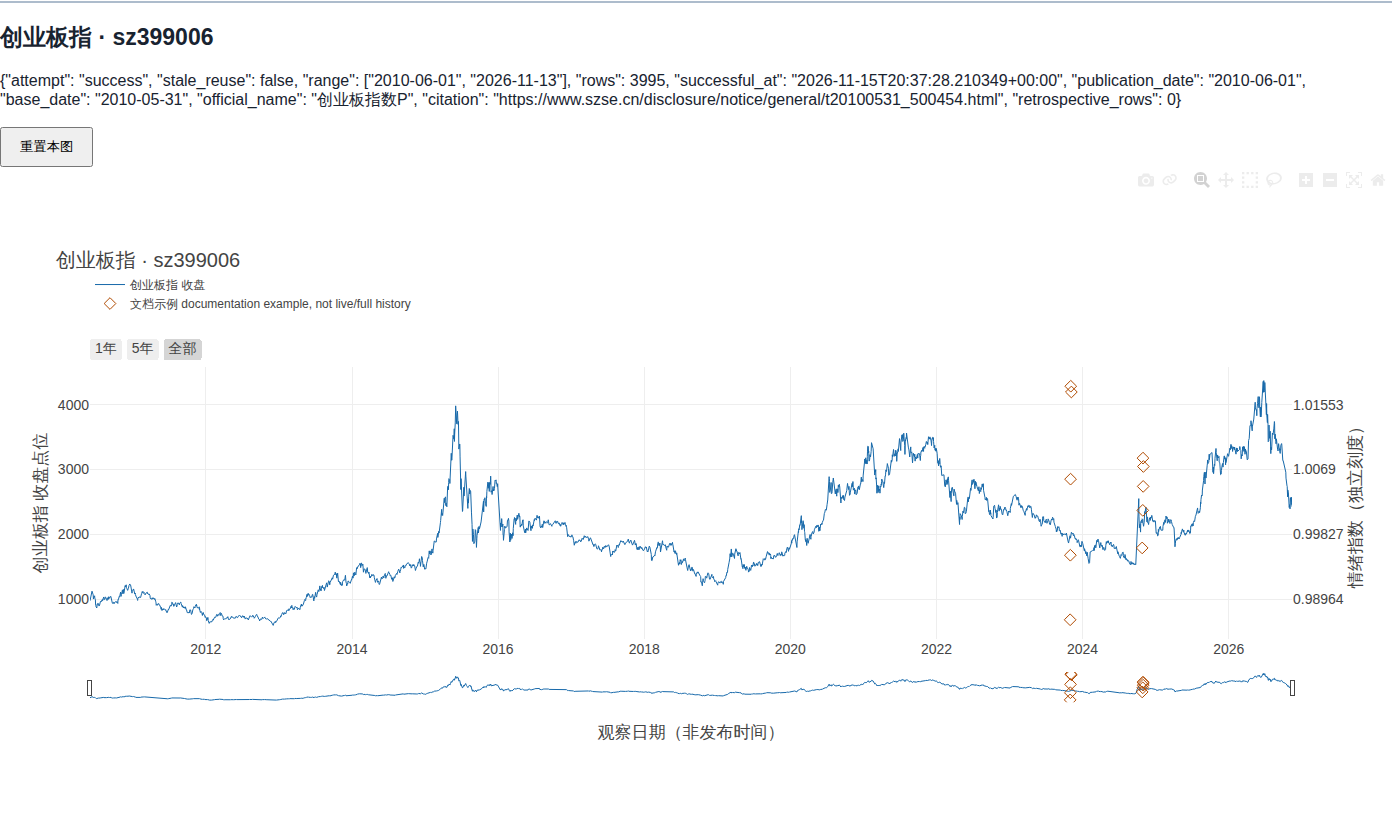 创业板指 · sz399006
{"attempt": "success", "stale_reuse": false, "range": ["2010-06-01", "2026-11-13"], "rows": 3995, "successful_at": "2026-11-15T20:37:28.210349+00:00", "publication_date": "2010-06-01",
"base_date": "2010-05-31", "official_name": "创业板指数P", "citation": "https://www.szse.cn/disclosure/notice/general/t20100531_500454.html", "retrospective_rows": 0}
重置本图
创业板指 · sz399006
创业板指 收盘
文档示例 documentation example, not live/full history
1年 5年 全部
创业板指 收盘点位
4000
3000
2000
1000
1.01553
1.0069
0.99827
0.98964
情绪指数（独立刻度）
2012 2014 2016 2018 2020 2022 2024 2026
观察日期（非发布时间）